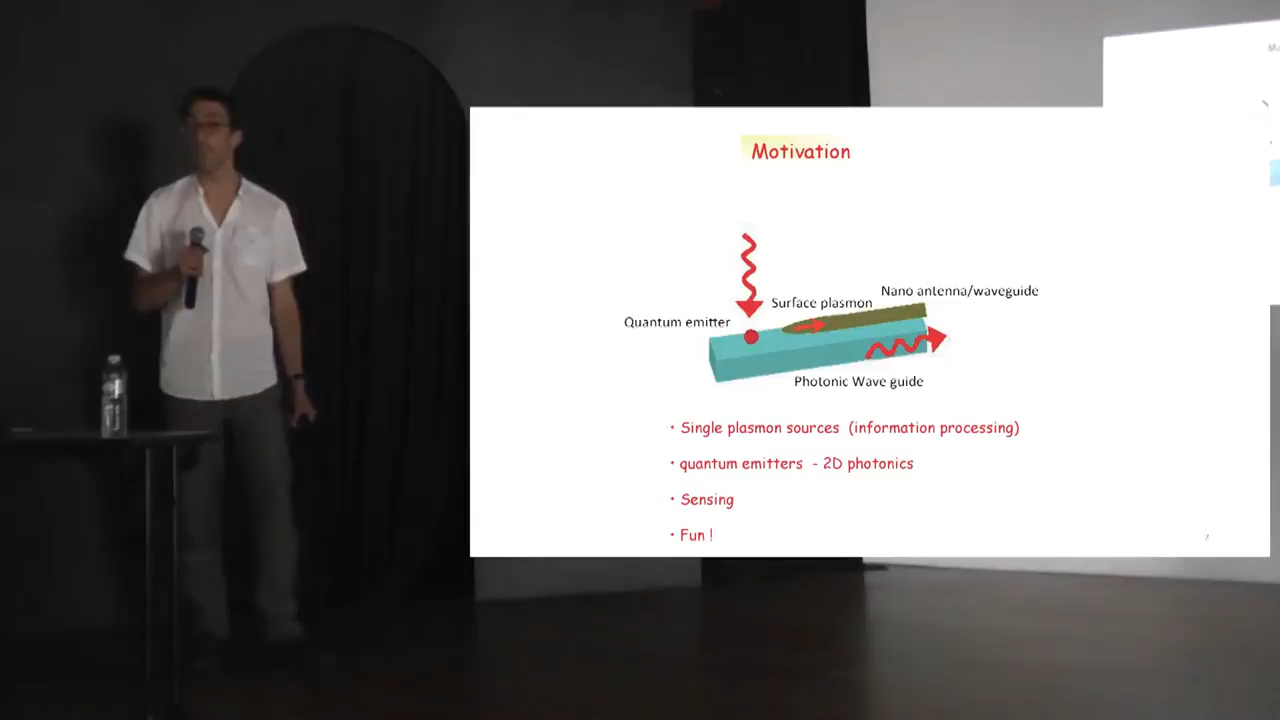 Motivation
Nano antenna/waveguide
Surface plasmon
Quantum emitter
Photonic Wave guide
• Single plasmon sources (information processing)
• quantum emitters - 2D photonics
• Sensing
• Fun !